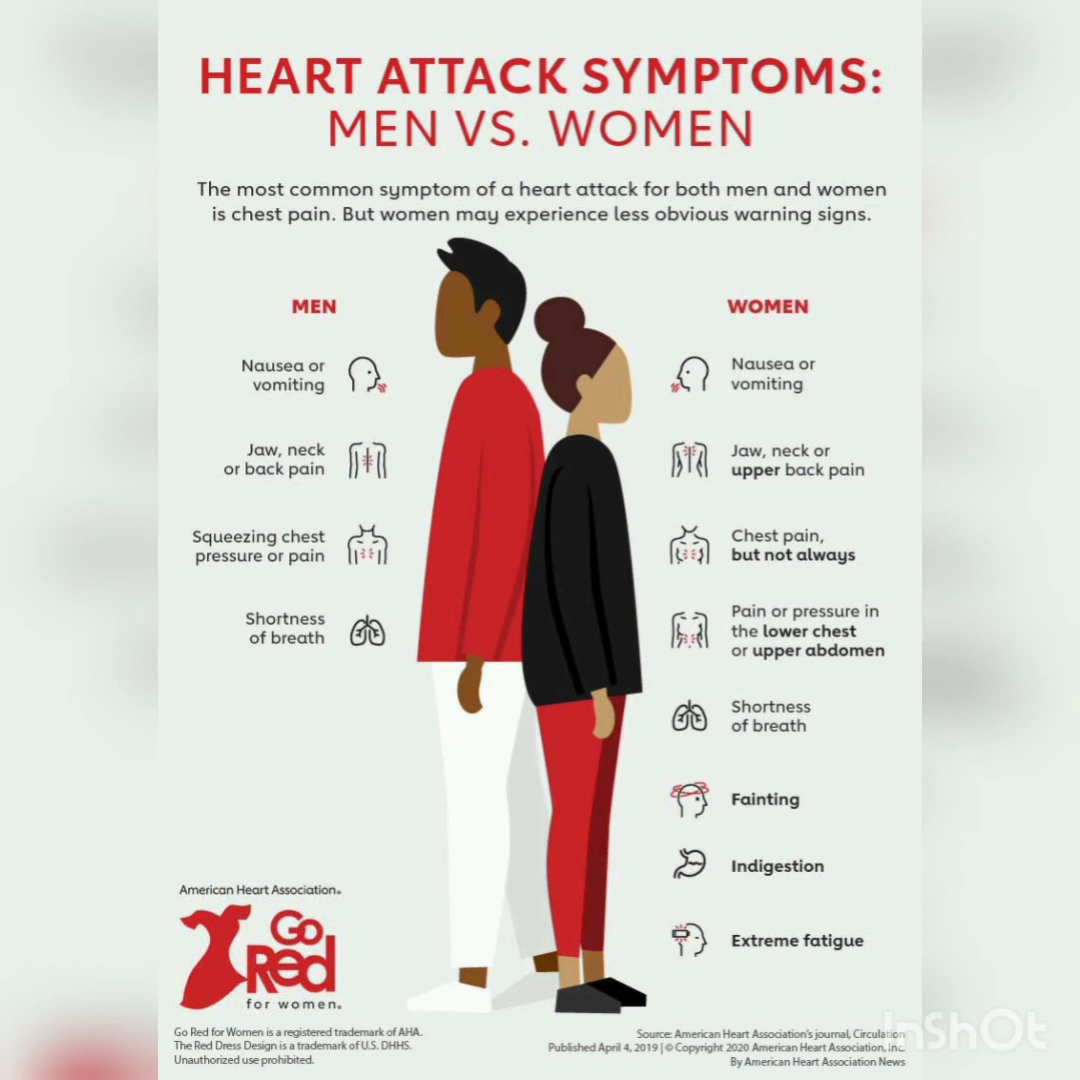 HEART ATTACK SYMPTOMS:
MEN VS. WOMEN
The most common symptom of a heart attack for both men and women
is chest pain. But women may experience less obvious warning signs.
MEN
Nausea or
vomiting
Jaw, neck
or back pain
Squeezing chest
pressure or pain
Shortness
of breath
WOMEN
Nausea or
vomiting
Jaw, neck or
upper back pain
Chest pain,
but not always
Pain or pressure in
the lower chest
or upper abdomen
Shortness
of breath
Fainting
Indigestion
Extreme fatigue
American Heart Association®
Go
Red
for women®
Go Red for Women is a registered trademark of AHA.
The Red Dress Design is a trademark of U.S. DHHS.
Unauthorized use prohibited.
Source: American Heart Association's journal, Circulation
Published April 4, 2019 | © Copyright 2020 American Heart Association, Inc.
By American Heart Association News
InShOt